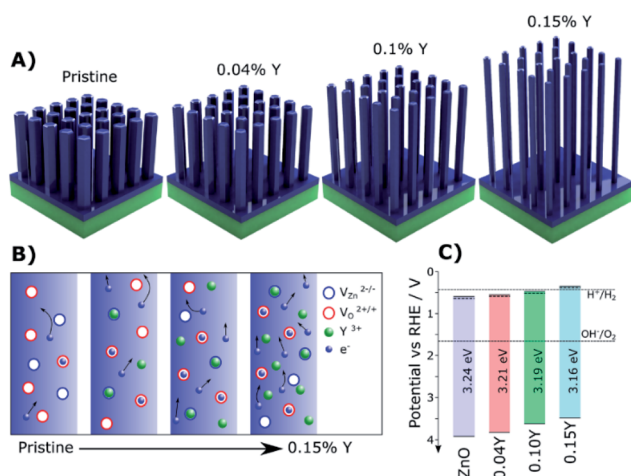 A)
Pristine
0.04% Y
0.1% Y
0.15% Y
B)
V_Zn 2-/-
V_O 2+/+
Y 3+
e-
Pristine
0.15% Y
C)
Potential vs RHE / V
0
1
2
3
4
H+/H2
OH-/O2
3.24 eV
3.21 eV
3.19 eV
3.16 eV
ZnO
0.04Y
0.10Y
0.15Y